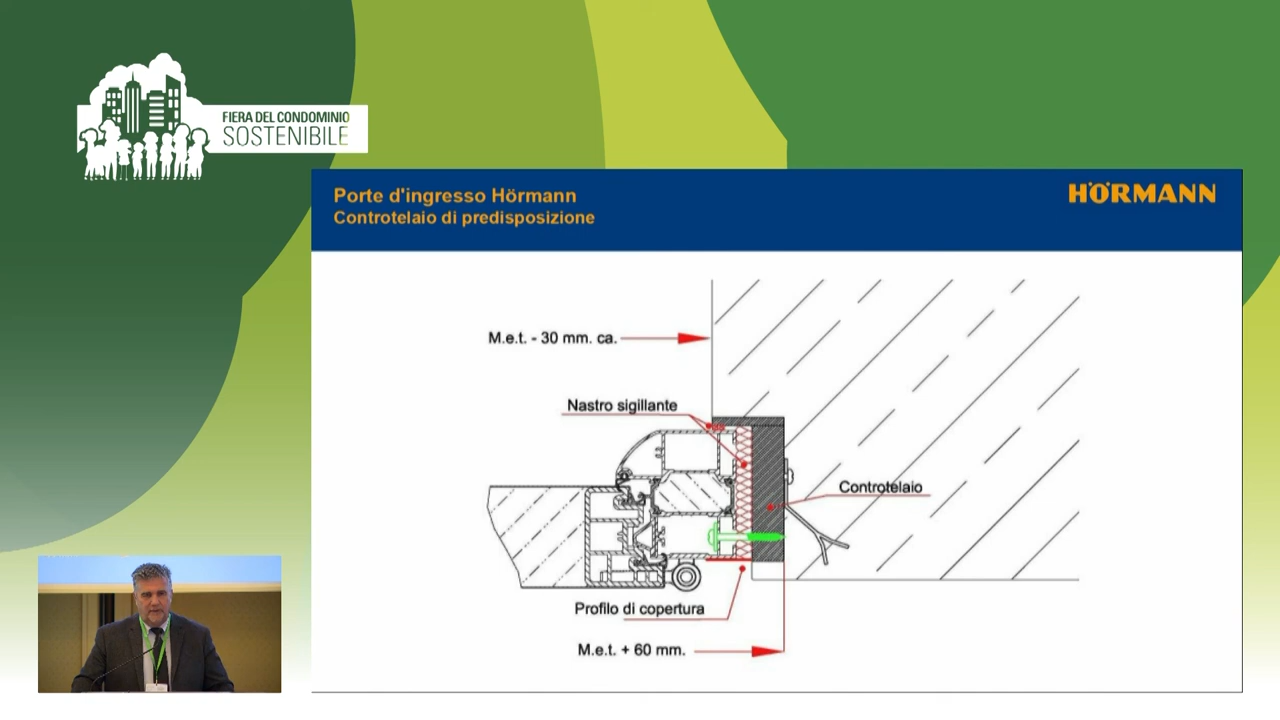 FIERA DEL CONDOMINIO
SOSTENIBILE
Porte d'ingresso Hörmann
Controtelaio di predisposizione
HÖRMANN
M.e.t. - 30 mm. ca.
Nastro sigillante
Controtelaio
Profilo di copertura
M.e.t. + 60 mm.